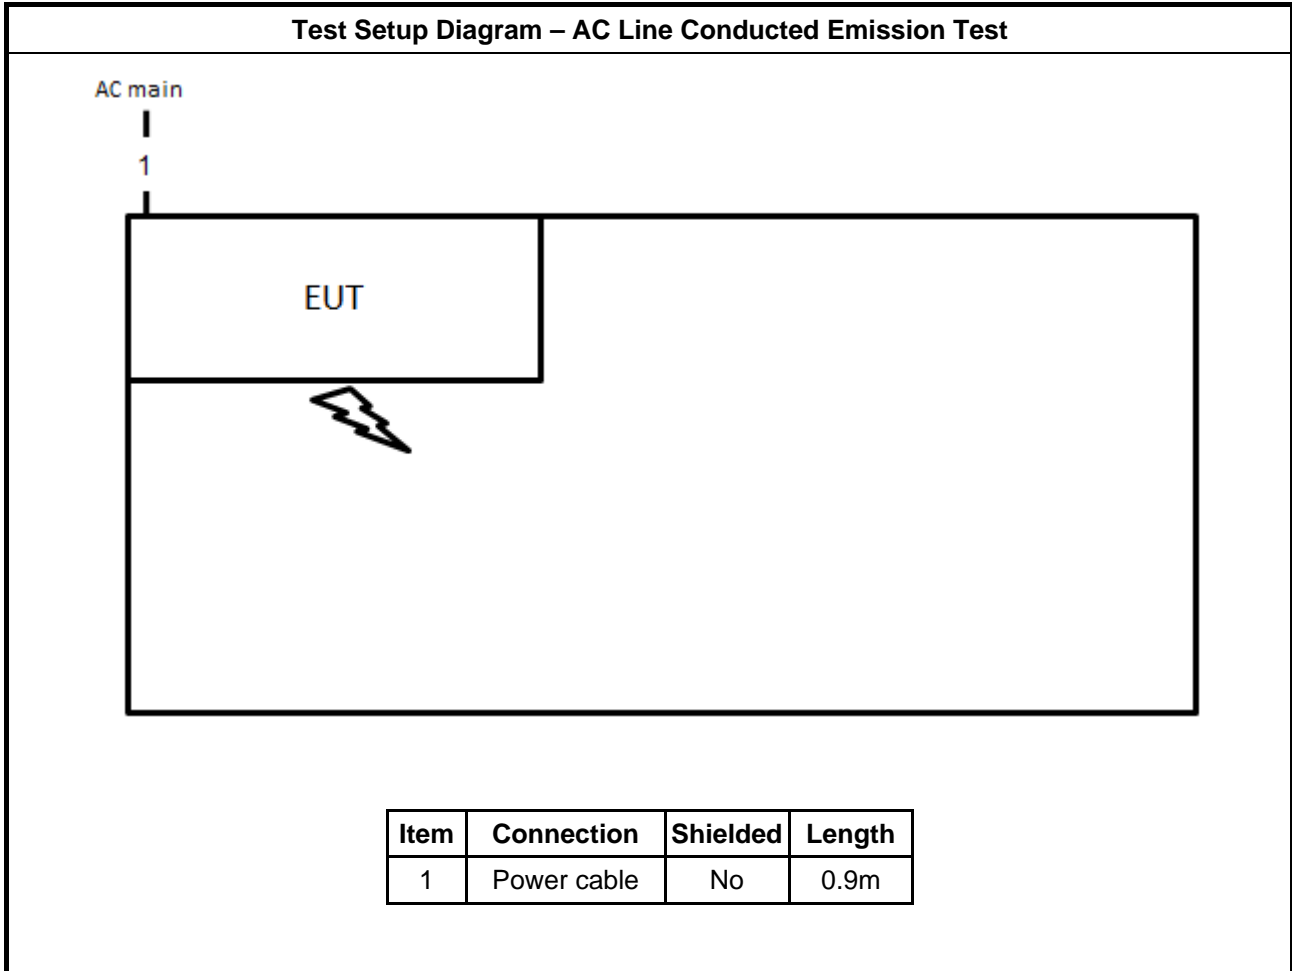 Test Setup Diagram – AC Line Conducted Emission Test
AC main
1
EUT
Item Connection Shielded Length
1 Power cable No 0.9m